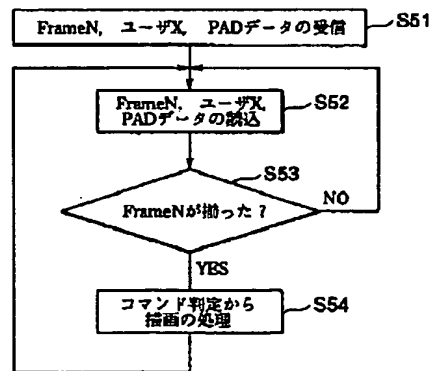 FrameN, ユーザX, PADデータの受信
S51
FrameN, ユーザX,
PADデータの読込
S52
S53
FrameNが揃った?
NO
YES
コマンド判定から
描画の処理
S54